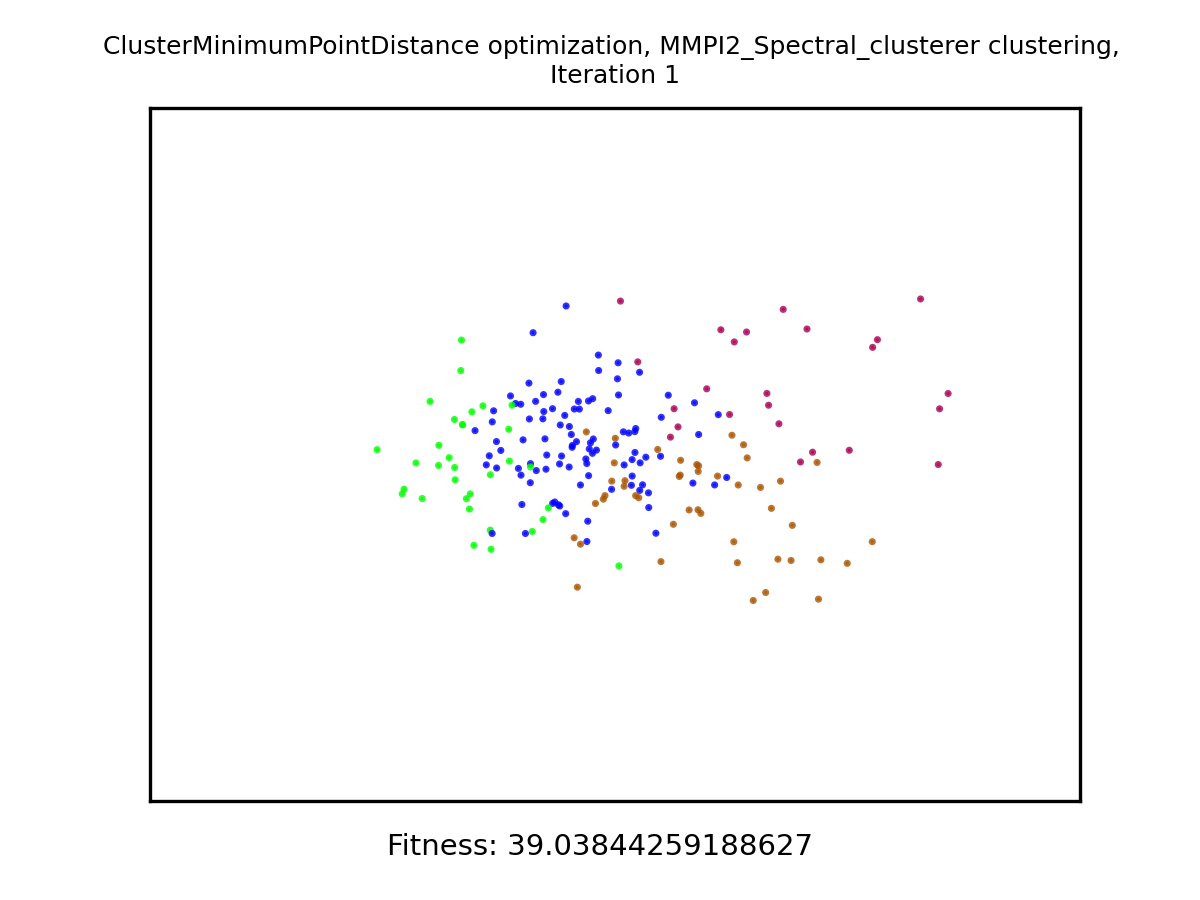 ClusterMinimumPointDistance optimization, MMPI2_Spectral_clusterer clustering,
Iteration 1
Fitness: 39.03844259188627